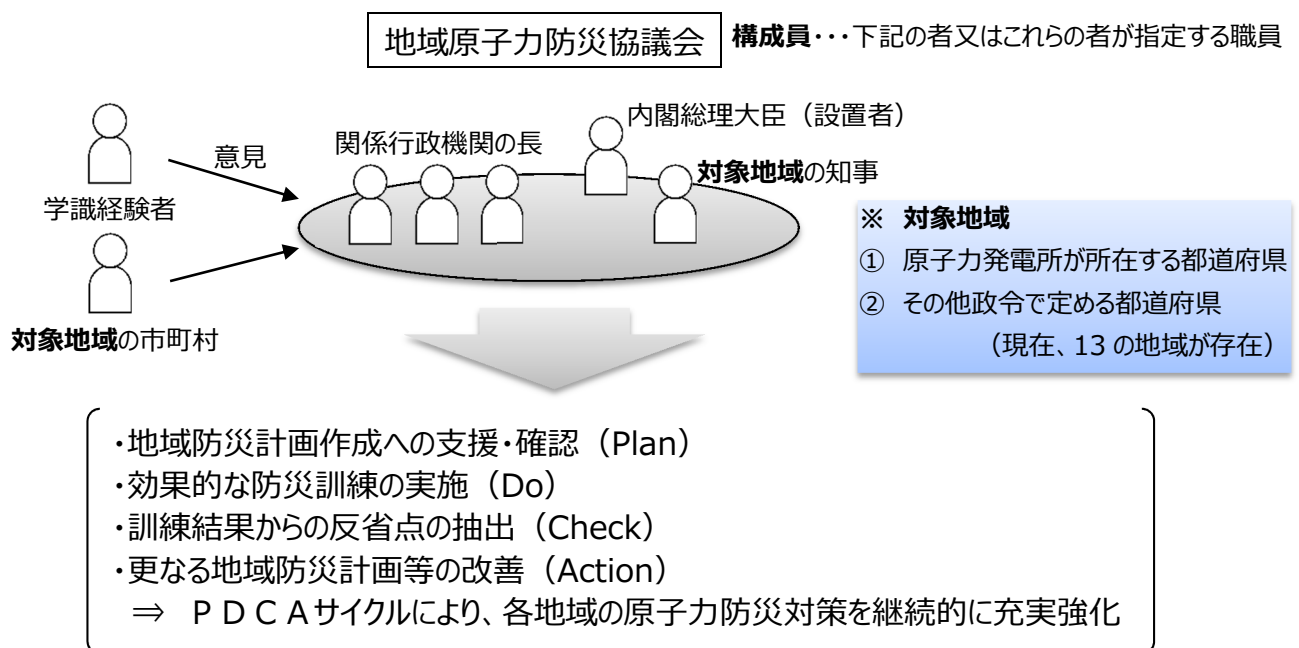 地域原子力防災協議会
構成員･･･下記の者又はこれらの者が指定する職員
内閣総理大臣（設置者）
関係行政機関の長
意見
対象地域の知事
学識経験者
対象地域の市町村
※ 対象地域
① 原子力発電所が所在する都道府県
② その他政令で定める都道府県
（現在、13 の地域が存在）
・地域防災計画作成への支援・確認（Plan）
・効果的な防災訓練の実施（Do）
・訓練結果からの反省点の抽出（Check）
・更なる地域防災計画等の改善（Action）
⇒ ＰＤＣＡサイクルにより、各地域の原子力防災対策を継続的に充実強化